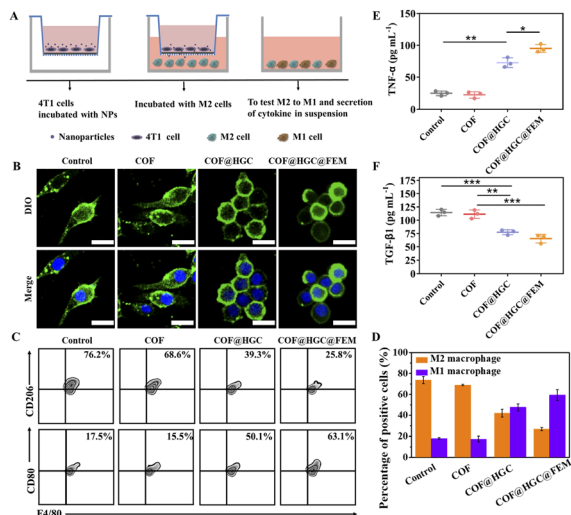 A
4T1 cells
incubated with NPs
Incubated with M2 cells
To test M2 to M1 and secretion
of cytokine in suspension
Nanoparticles
4T1 cell
M2 cell
M1 cell
B
Control
COF
COF@HGC
COF@HGC@FEM
DIO
Merge
C
Control
COF
COF@HGC
COF@HGC@FEM
76.2%
68.6%
39.3%
25.8%
CD206
17.5%
15.5%
50.1%
63.1%
CD80
F4/80
E
TNF-α (pg mL⁻¹)
150
125
100
75
50
25
0
**
*
Control
COF
COF@HGC
COF@HGC@FEM
F
TGF-β1 (pg mL⁻¹)
175
150
125
100
75
50
25
0
***
**
***
Control
COF
COF@HGC
COF@HGC@FEM
D
Percentage of positive cells (%)
100
80
60
40
20
0
M2 macrophage
M1 macrophage
Control
COF
COF@HGC
COF@HGC@FEM